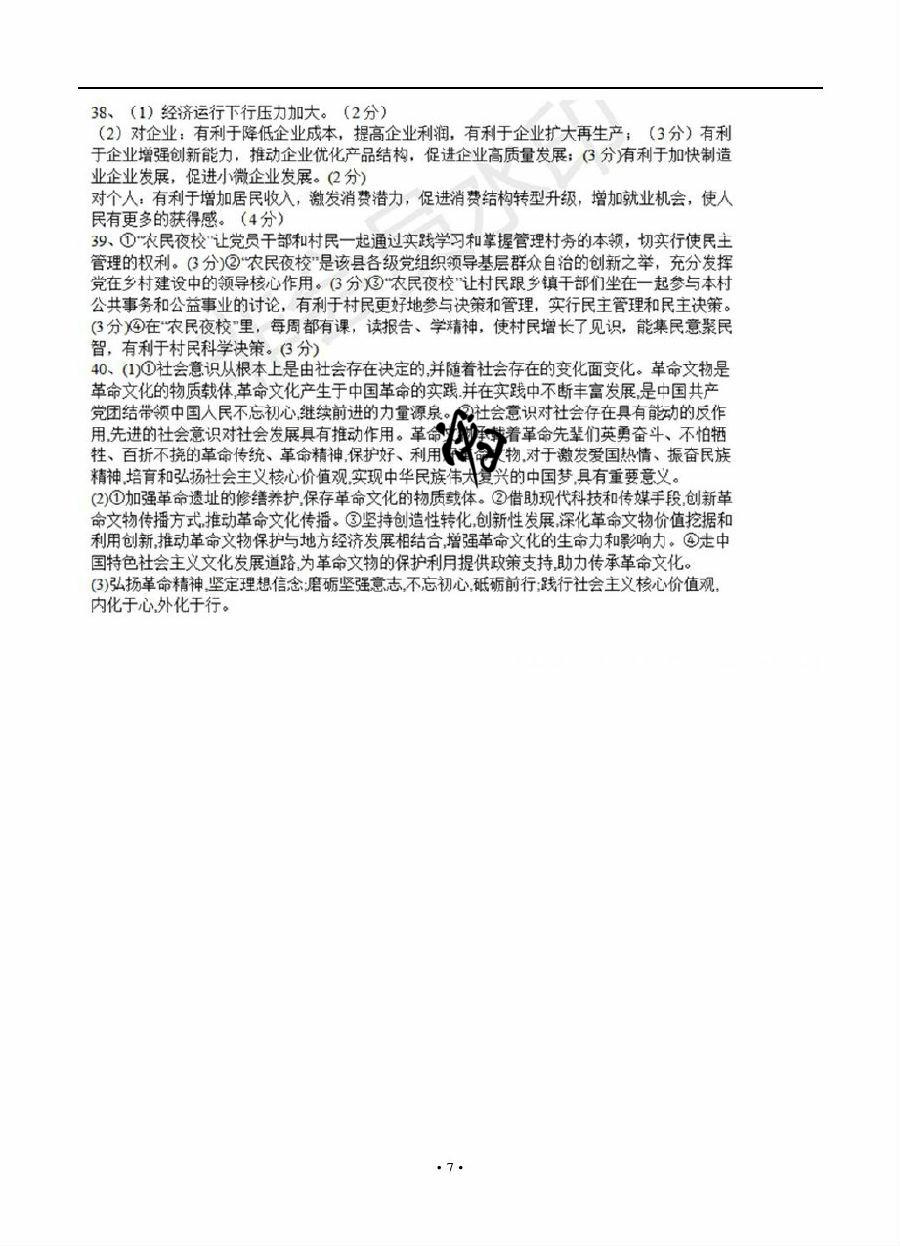 38、（1）经济运行下行压力加大。（2分）
（2）对企业：有利于降低企业成本，提高企业利润，有利于企业扩大再生产；（3分）有利
于企业增强创新能力，推动企业优化产品结构，促进企业高质量发展；(3分)有利于加快制造
业企业发展，促进小微企业发展。(2分)
对个人：有利于增加居民收入，激发消费潜力，促进消费结构转型升级，增加就业机会，使人
民有更多的获得感。（4分）
39、①“农民夜校”让党员干部和村民一起通过实践学习和掌握管理村务的本领，切实行使民主
管理的权利。(3分)②“农民夜校”是该县各级党组织领导基层群众自治的创新之举，充分发挥
党在乡村建设中的领导核心作用。(3分)③“农民夜校”让村民跟乡镇干部们坐在一起参与本村
公共事务和公益事业的讨论，有利于村民更好地参与决策和管理，实行民主管理和民主决策。
(3分)④在“农民夜校”里，每周都有课，读报告、学精神，使村民增长了见识，能集民意聚民
智，有利于村民科学决策。(3分)
40、(1)①社会意识从根本上是由社会存在决定的,并随着社会存在的变化面变化。革命文物是
革命文化的物质载体,革命文化产生于中国革命的实践.并在实践中不断丰富发展,是中国共产
党团结带领中国人民不忘初心,继续前进的力量源泉。②社会意识对社会存在具有能动的反作
用,先进的社会意识对社会发展具有推动作用。革命文物承载着革命先辈们英勇奋斗、不怕牺
牲、百折不挠的革命传统、革命精神,保护好、利用革命文物,对于激发爱国热情、振奋民族
精神,培育和弘扬社会主义核心价值观,实现中华民族伟大复兴的中国梦,具有重要意义。
(2)①加强革命遗址的修缮养护,保存革命文化的物质载体。②借助现代科技和传媒手段,创新革
命文物传播方式,推动革命文化传播。③坚持创造性转化,创新性发展,深化革命文物价值挖掘和
利用创新,推动革命文物保护与地方经济发展相结合,增强革命文化的生命力和影响力。④走中
国特色社会主义文化发展道路,为革命文物的保护利用提供政策支持,助力传承革命文化。
(3)弘扬革命精神,坚定理想信念;磨砺坚强意志,不忘初心,砥砺前行;践行社会主义核心价值观,
内化于心,外化于行。
• 7 •